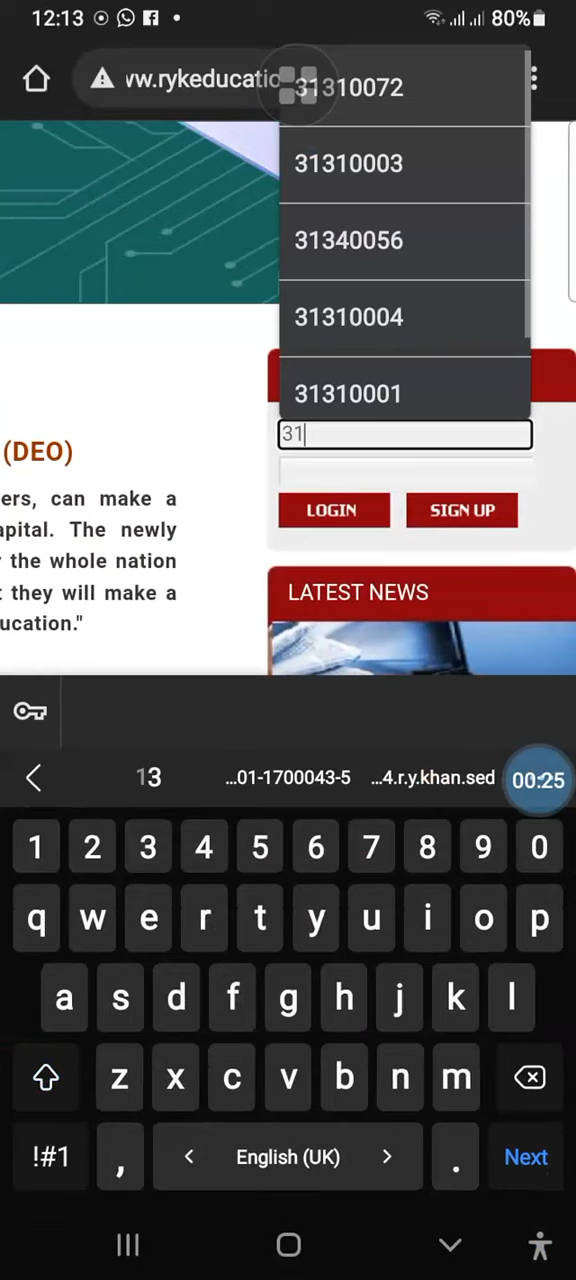 12:13
80%
vw.rykeducatio
31310072
31310003
31340056
31310004
31310001
31
(DEO)
ers, can make a
apital. The newly
the whole nation
they will make a
ucation."
LOGIN
SIGN UP
LATEST NEWS
13
...01-1700043-5
...4.r.y.khan.sed
00:25
1 2 3 4 5 6 7 8 9 0
q w e r t y u i o p
a s d f g h j k l
z x c v b n m
!#1
,
< English (UK) >
.
Next